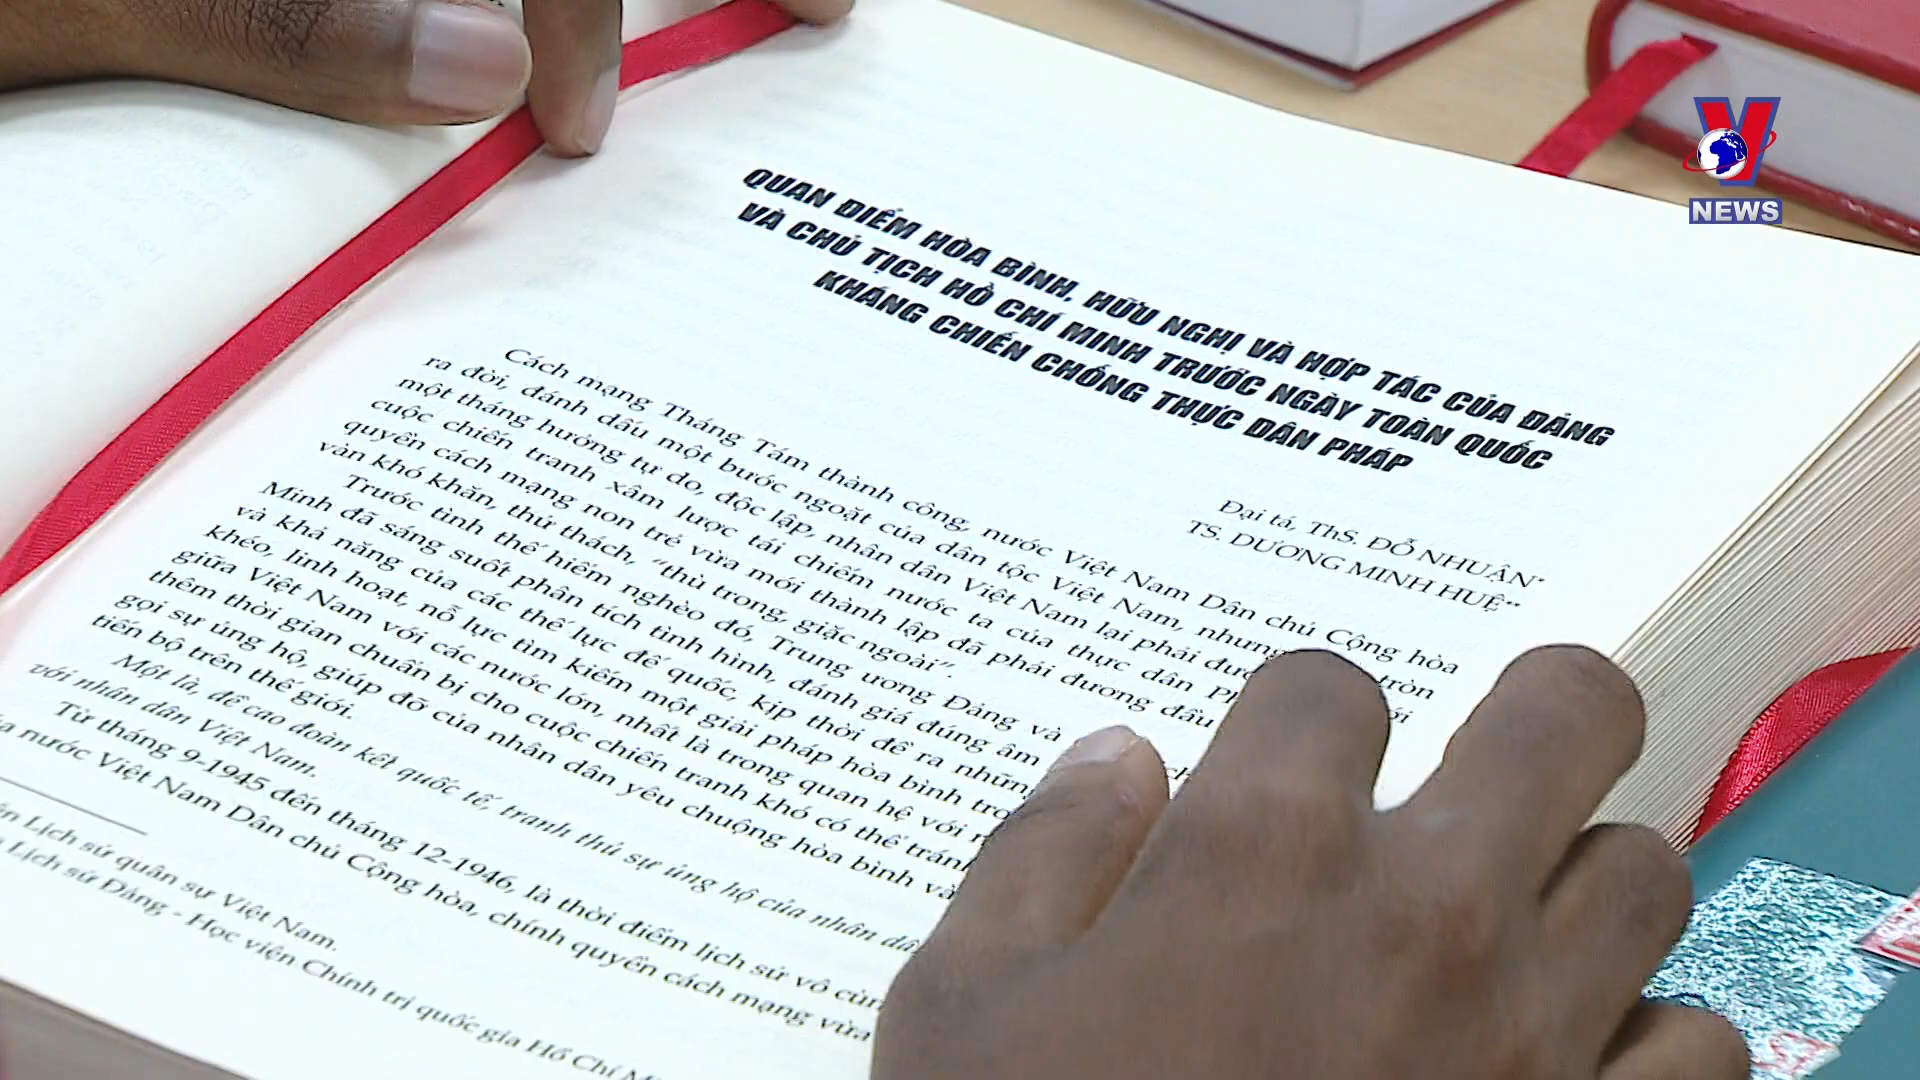 QUAN ĐIỂM HÒA BÌNH, HỮU NGHỊ VÀ HỢP TÁC CỦA ĐẢNG
VÀ CHỦ TỊCH HỒ CHÍ MINH TRƯỚC NGÀY TOÀN QUỐC
KHÁNG CHIẾN CHỐNG THỰC DÂN PHÁP
Đại tá, ThS. ĐỖ NHUẬN*
TS. DƯƠNG MINH HUỆ**
Cách mạng Tháng Tám thành công, nước Việt Nam Dân chủ Cộng hòa
ra đời, đánh dấu một bước ngoặt của dân tộc Việt Nam, nhưng tròn
một tháng hưởng tự do, độc lập, nhân dân Việt Nam lại phải
cuộc chiến tranh xâm lược tái chiếm nước ta của thực dân
quyền cách mạng non trẻ vừa mới thành lập đã phải đương đầu
vàn khó khăn, thử thách, “thù trong, giặc ngoài”.
Trước tình thế hiểm nghèo đó, Trung ương Đảng và
Minh đã sáng suốt phân tích tình hình, đánh giá đúng âm
và khả năng của các thế lực đế quốc, kịp thời đề ra những
khéo, linh hoạt, nỗ lực tìm kiếm một giải pháp hòa bình
giữa Việt Nam với các nước lớn, nhất là trong quan hệ với
thêm thời gian chuẩn bị cho cuộc chiến tranh khó có thể tránh
gọi sự ủng hộ, giúp đỡ của nhân dân yêu chuộng hòa bình và
tiến bộ trên thế giới.
Một là, đề cao đoàn kết quốc tế, tranh thủ sự ủng hộ của nhân
với nhân dân Việt Nam.
Từ tháng 9-1945 đến tháng 12-1946, là thời điểm lịch sử vô
nước Việt Nam Dân chủ Cộng hòa, chính quyền cách mạng vừa
Lịch sử quân sự Việt Nam.
Lịch sử Đảng - Học viện Chính trị quốc gia Hồ Chí
V
NEWS